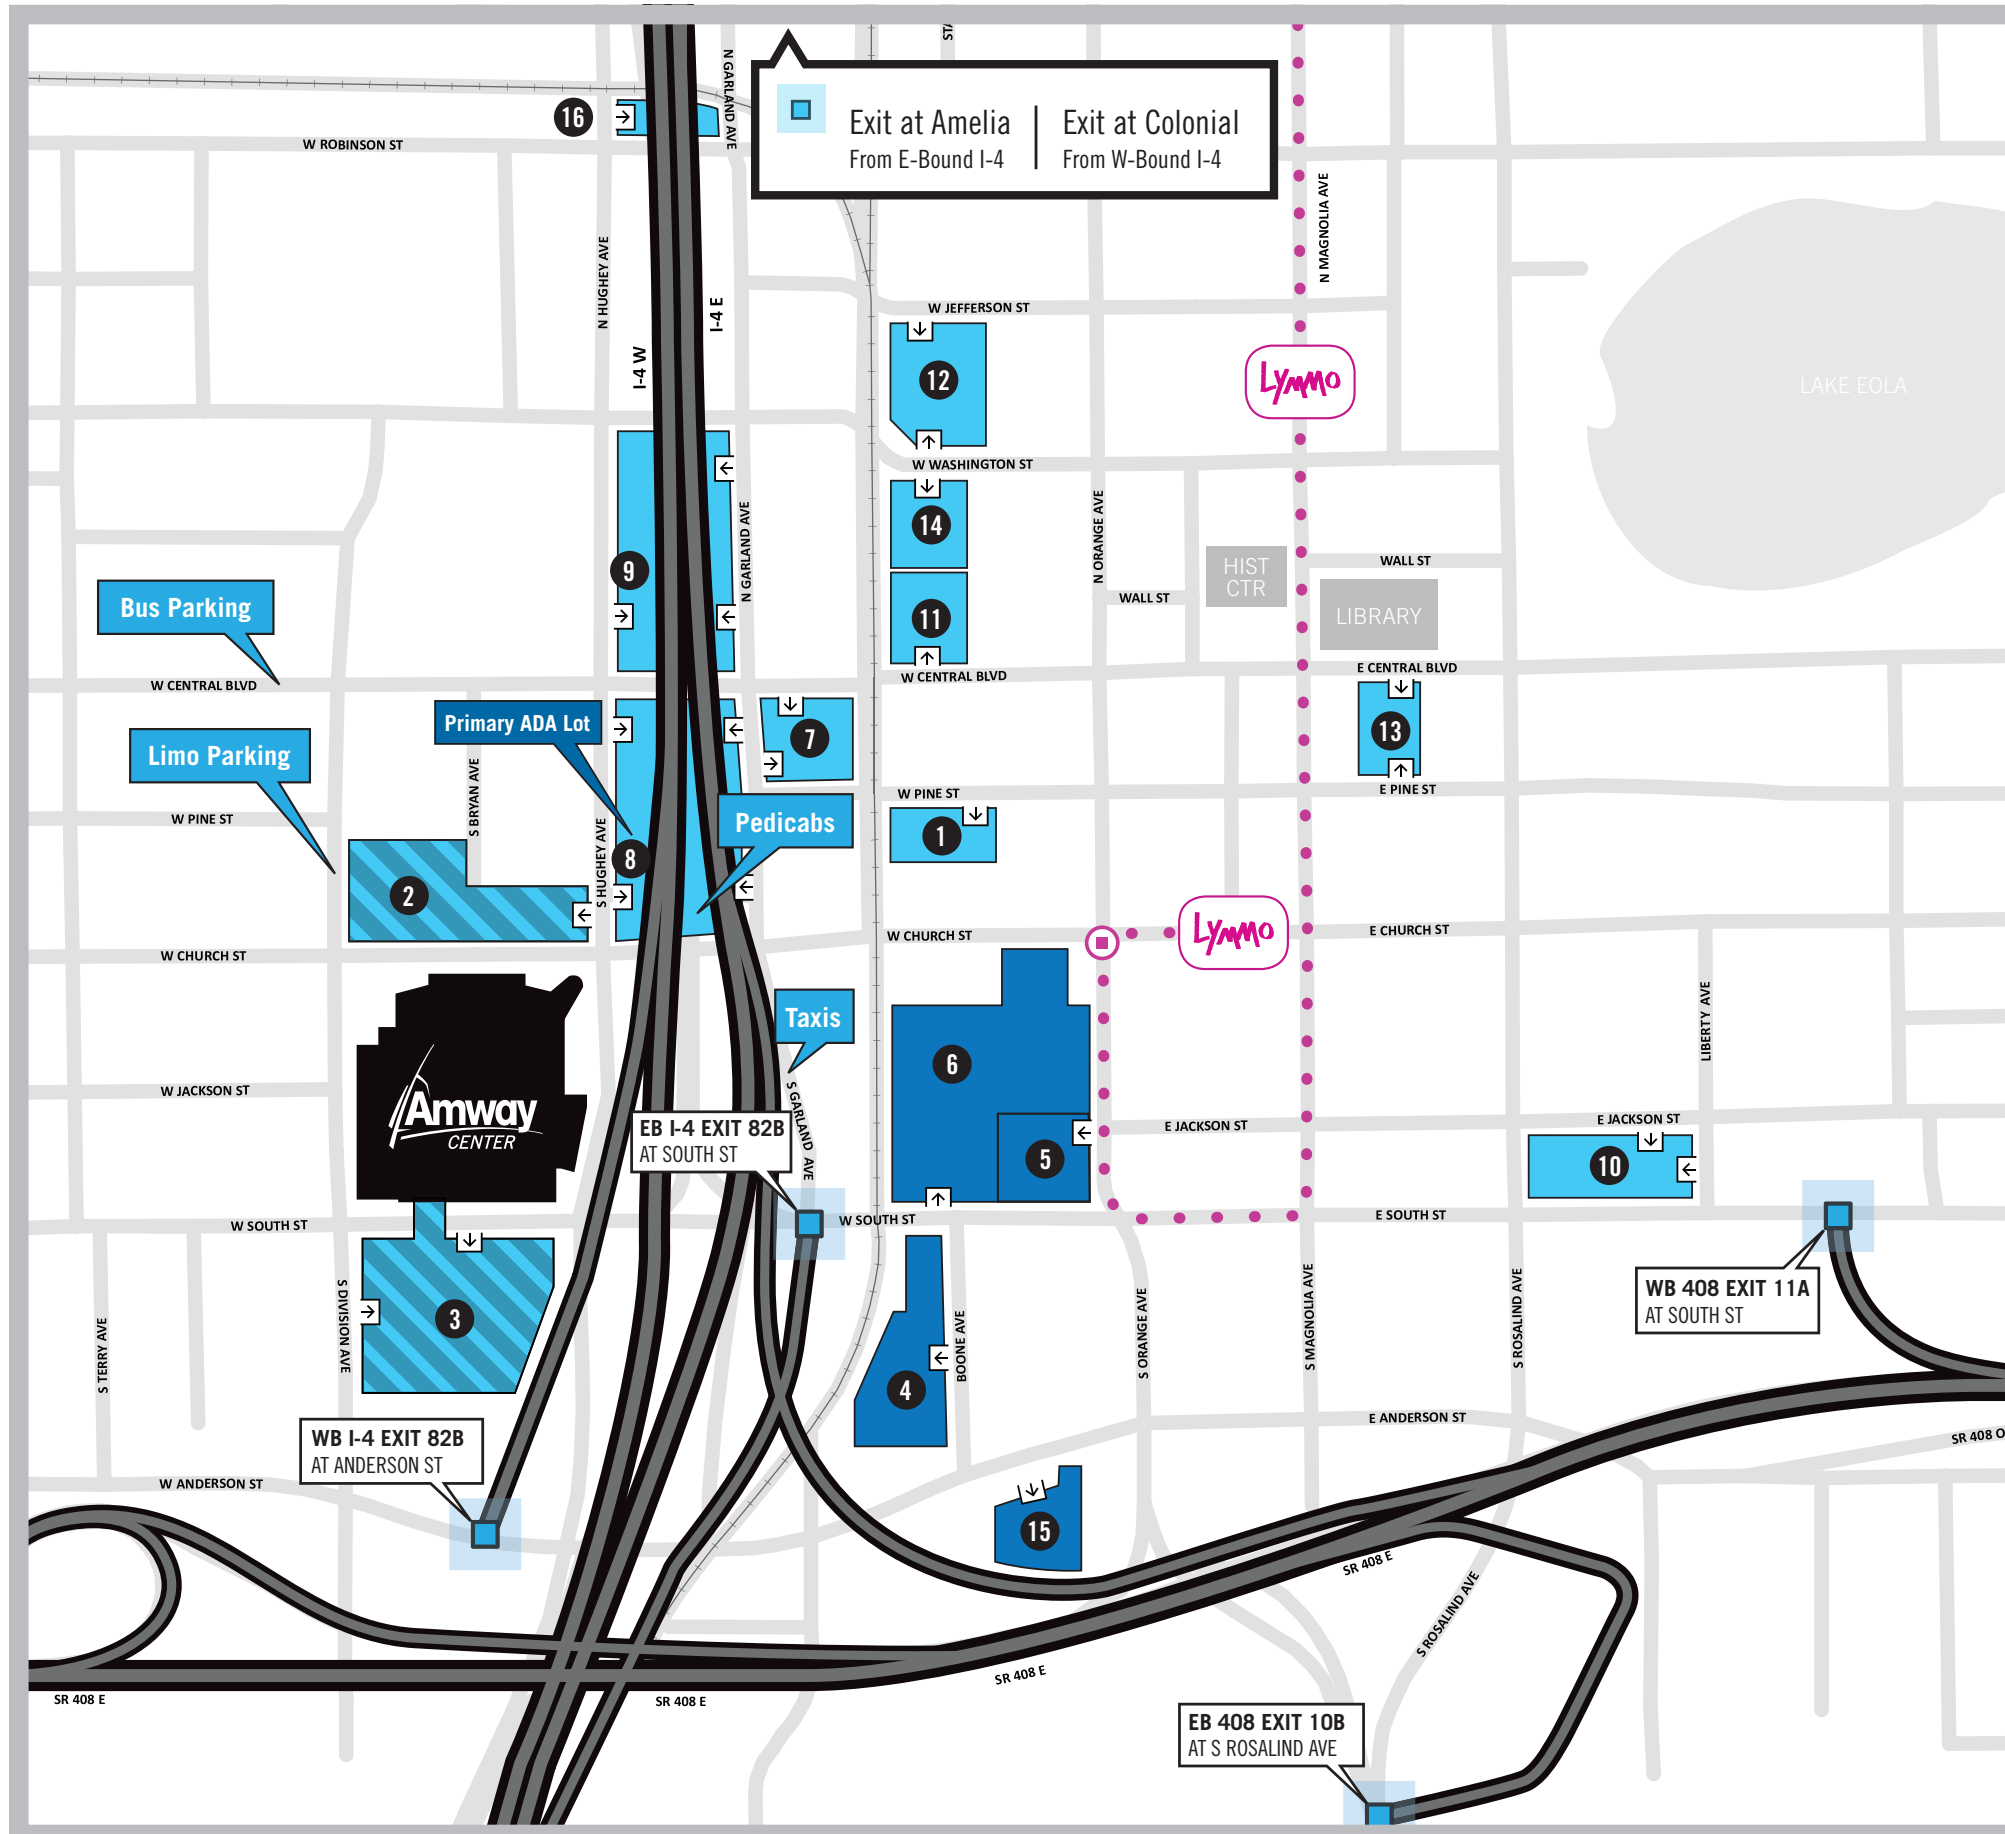 STA
N GARLAND AVE
16
Exit at Amelia
From E-Bound I-4
Exit at Colonial
From W-Bound I-4
W ROBINSON ST
N MAGNOLIA AVE
N HUGHEY AVE
I-4 E
I-4 W
W JEFFERSON ST
12
LYMMO
LAKE EOLA
W WASHINGTON ST
14
N ORANGE AVE
N GARLAND AVE
9
HIST
CTR
WALL ST
WALL ST
LIBRARY
11
Bus Parking
W CENTRAL BLVD
W CENTRAL BLVD
E CENTRAL BLVD
Primary ADA Lot
7
13
Limo Parking
S BRYAN AVE
W PINE ST
W PINE ST
E PINE ST
Pedicabs
1
S HUGHEY AVE
8
2
W CHURCH ST
W CHURCH ST
LYMMO
E CHURCH ST
Taxis
LIBERTY AVE
6
W JACKSON ST
Amway
CENTER
S GARLAND AVE
EB I-4 EXIT 82B
AT SOUTH ST
5
E JACKSON ST
E JACKSON ST
10
W SOUTH ST
W SOUTH ST
E SOUTH ST
WB 408 EXIT 11A
AT SOUTH ST
3
S TERRY AVE
S DIVISION AVE
4
BOONE AVE
S ORANGE AVE
S MAGNOLIA AVE
S ROSALIND AVE
E ANDERSON ST
WB I-4 EXIT 82B
AT ANDERSON ST
SR 408 O
W ANDERSON ST
15
SR 408 E
S ROSALIND AVE
SR 408 E
SR 408 E
SR 408 E
EB 408 EXIT 10B
AT S ROSALIND AVE